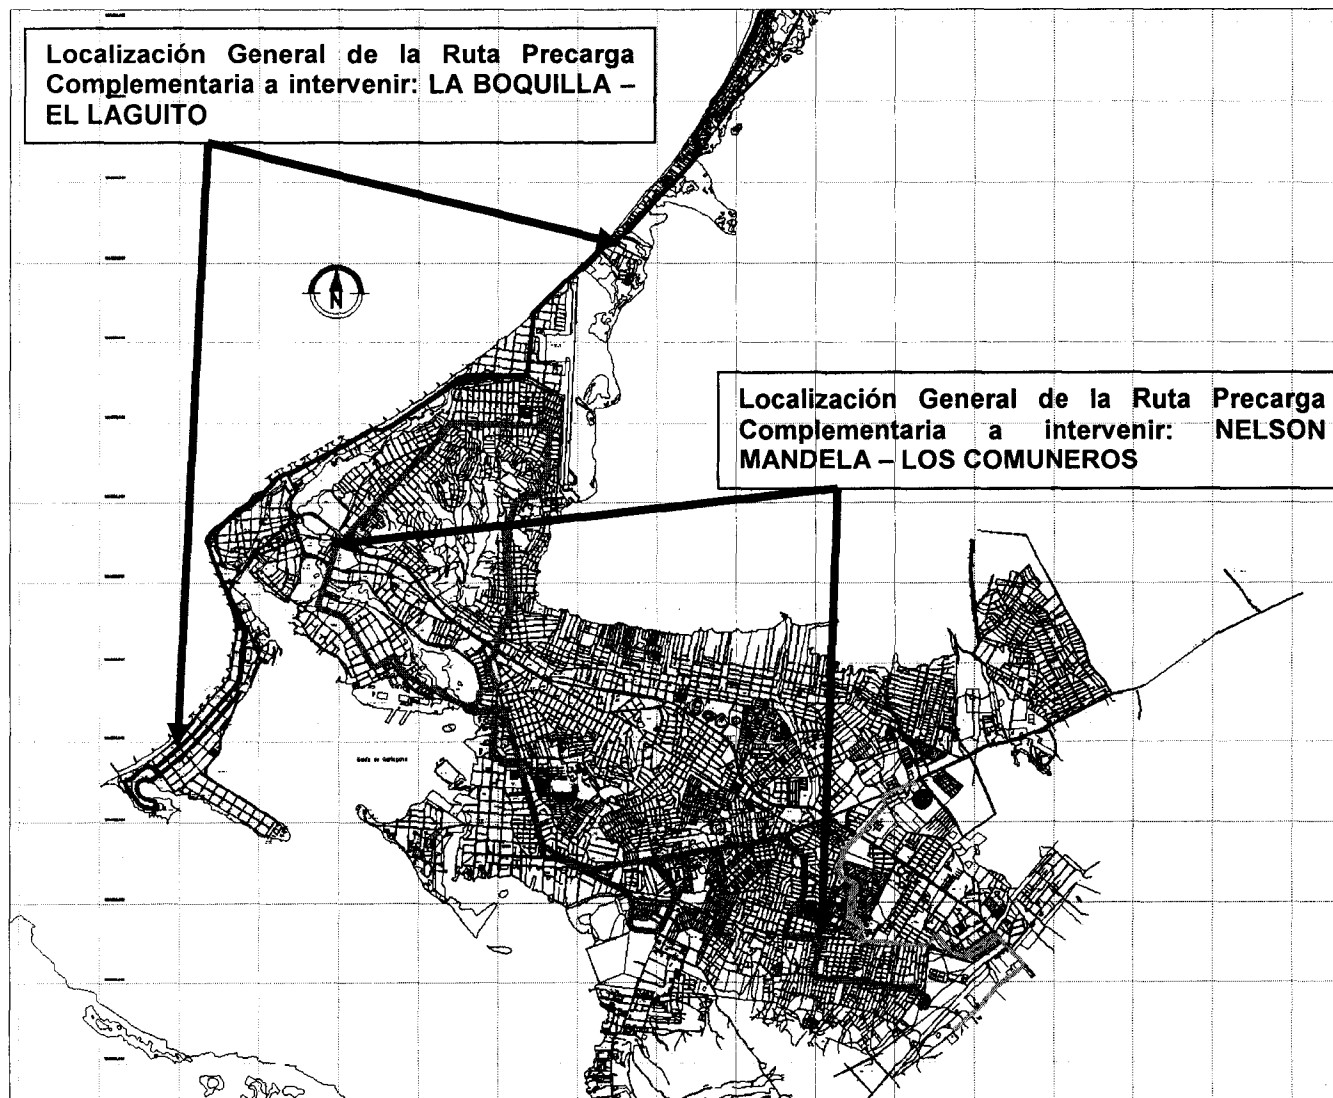 Localización General de la Ruta Precarga
Complementaria a intervenir: LA BOQUILLA –
EL LAGUITO
N
Localización General de la Ruta Precarga
Complementaria a intervenir: NELSON
MANDELA – LOS COMUNEROS